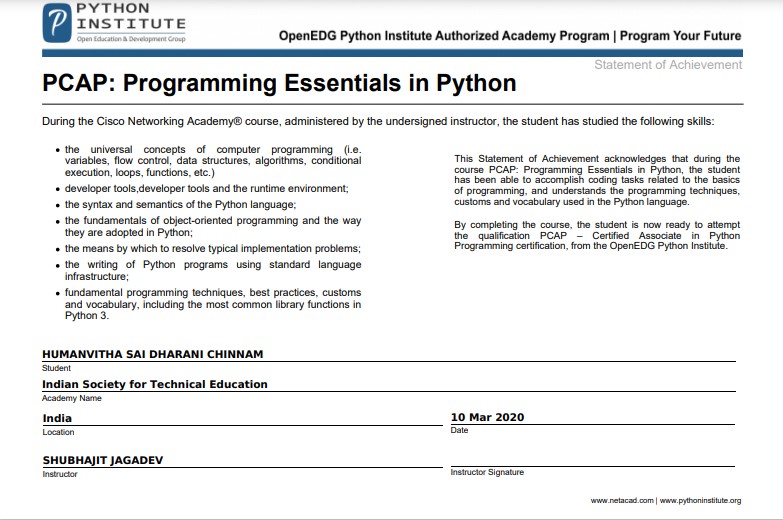 PYTHON
INSTITUTE
Open Education & Development Group
OpenEDG Python Institute Authorized Academy Program | Program Your Future
Statement of Achievement
PCAP: Programming Essentials in Python
During the Cisco Networking Academy® course, administered by the undersigned instructor, the student has studied the following skills:
• the universal concepts of computer programming (i.e.
variables, flow control, data structures, algorithms, conditional
execution, loops, functions, etc.)
• developer tools,developer tools and the runtime environment;
• the syntax and semantics of the Python language;
• the fundamentals of object-oriented programming and the way
they are adopted in Python;
• the means by which to resolve typical implementation problems;
• the writing of Python programs using standard language
infrastructure;
• fundamental programming techniques, best practices, customs
and vocabulary, including the most common library functions in
Python 3.
This Statement of Achievement acknowledges that during the
course PCAP: Programming Essentials in Python, the student
has been able to accomplish coding tasks related to the basics
of programming, and understands the programming techniques,
customs and vocabulary used in the Python language.
By completing the course, the student is now ready to attempt
the qualification PCAP – Certified Associate in Python
Programming certification, from the OpenEDG Python Institute.
HUMANVITHA SAI DHARANI CHINNAM
Student
Indian Society for Technical Education
Academy Name
India
Location
10 Mar 2020
Date
SHUBHAJIT JAGADEV
Instructor
Instructor Signature
www.netacad.com | www.pythoninstitute.org